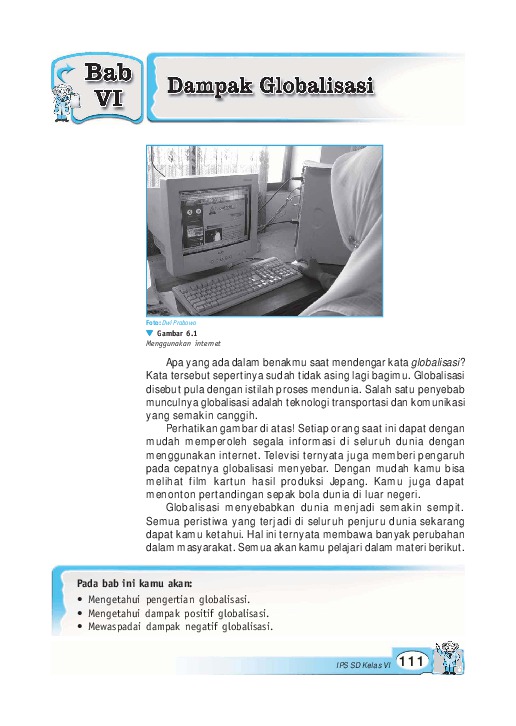 Bab
VI
Dampak Globalisasi
Foto: Dwi Prabowo
Gambar 6.1
Menggunakan internet
Apa yang ada dalam benakmu saat mendengar kata globalisasi?
Kata tersebut sepertinya sudah tidak asing lagi bagimu. Globalisasi
disebut pula dengan istilah proses mendunia. Salah satu penyebab
munculnya globalisasi adalah teknologi transportasi dan komunikasi
yang semakin canggih.
Perhatikan gambar di atas! Setiap orang saat ini dapat dengan
mudah memperoleh segala informasi di seluruh dunia dengan
menggunakan internet. Televisi ternyata juga memberi pengaruh
pada cepatnya globalisasi menyebar. Dengan mudah kamu bisa
melihat film kartun hasil produksi Jepang. Kamu juga dapat
menonton pertandingan sepak bola dunia di luar negeri.
Globalisasi menyebabkan dunia menjadi semakin sempit.
Semua peristiwa yang terjadi di seluruh penjuru dunia sekarang
dapat kamu ketahui. Hal ini ternyata membawa banyak perubahan
dalam masyarakat. Semua akan kamu pelajari dalam materi berikut.
Pada bab ini kamu akan:
• Mengetahui pengertian globalisasi.
• Mengetahui dampak positif globalisasi.
• Mewaspadai dampak negatif globalisasi.
IPS SD Kelas VI 111